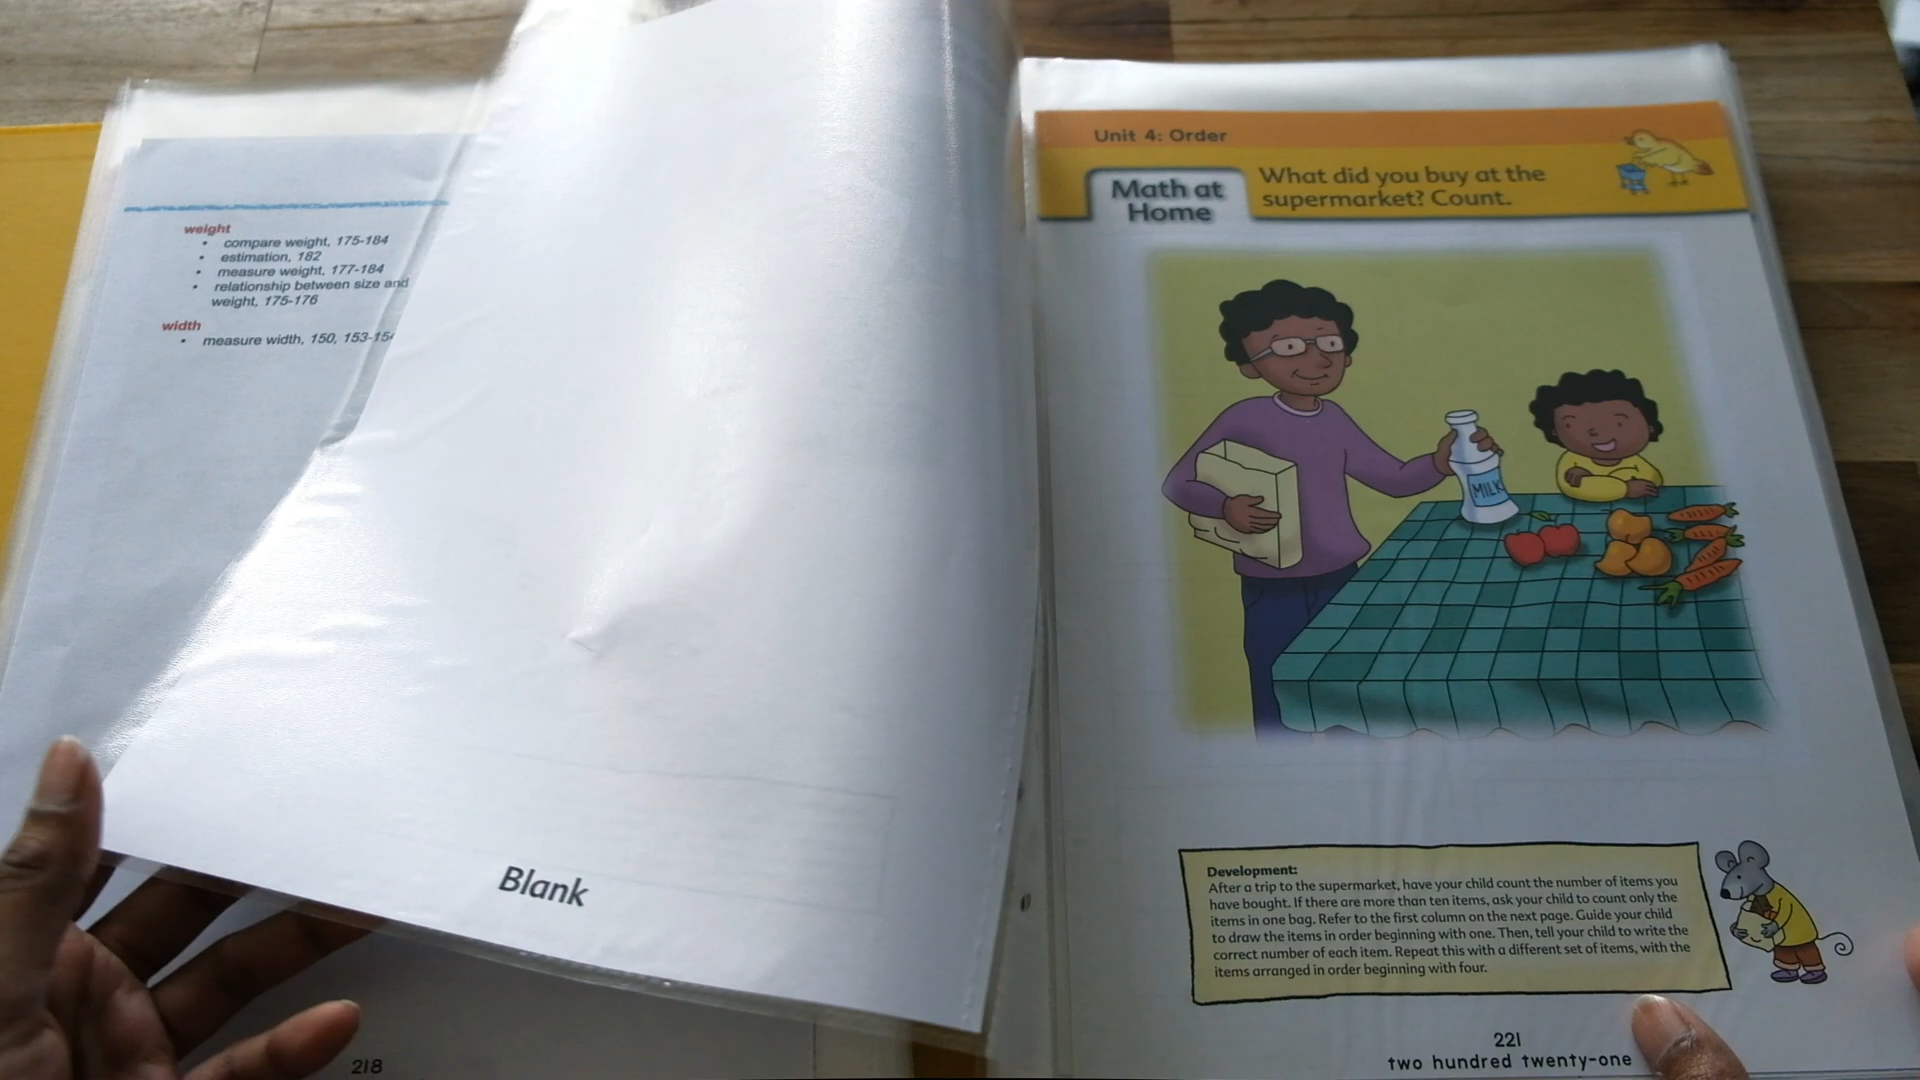 weight
• compare weight, 175-184
• estimation, 182
• measure weight, 177-184
• relationship between size and
weight, 175-176
width
• measure width, 150, 153-15
Blank
218
Unit 4: Order
Math at
Home
What did you buy at the
supermarket? Count.
MILK
Development:
After a trip to the supermarket, have your child count the number of items you
have bought. If there are more than ten items, ask your child to count only the
items in one bag. Refer to the first column on the next page. Guide your child
to draw the items in order beginning with one. Then, tell your child to write the
correct number of each item. Repeat this with a different set of items, with the
items arranged in order beginning with four.
221
two hundred twenty-one